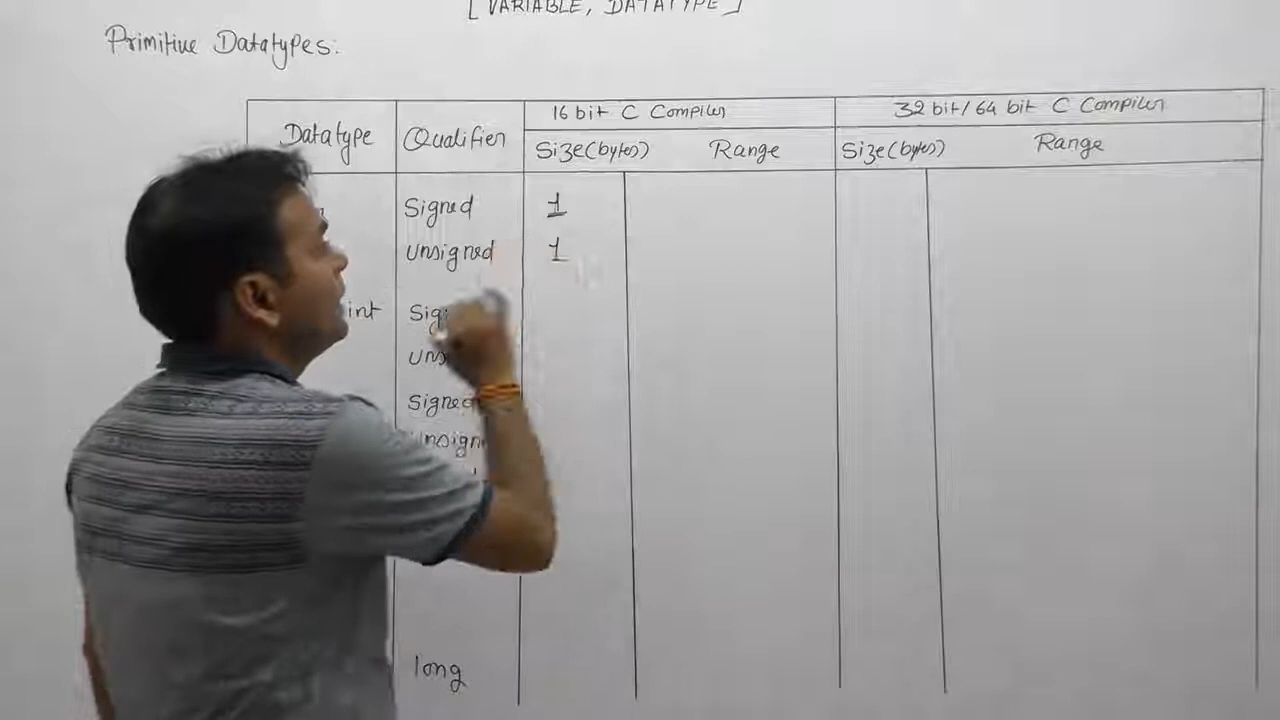 [VARIABLE, DATATYPE]
Primitive Datatypes:
16 bit C Compiler 32 bit/64 bit C Compiler
Datatype Qualifier Size(bytes) Range Size(bytes) Range
Signed 1
Unsigned 1
int
Signed
long